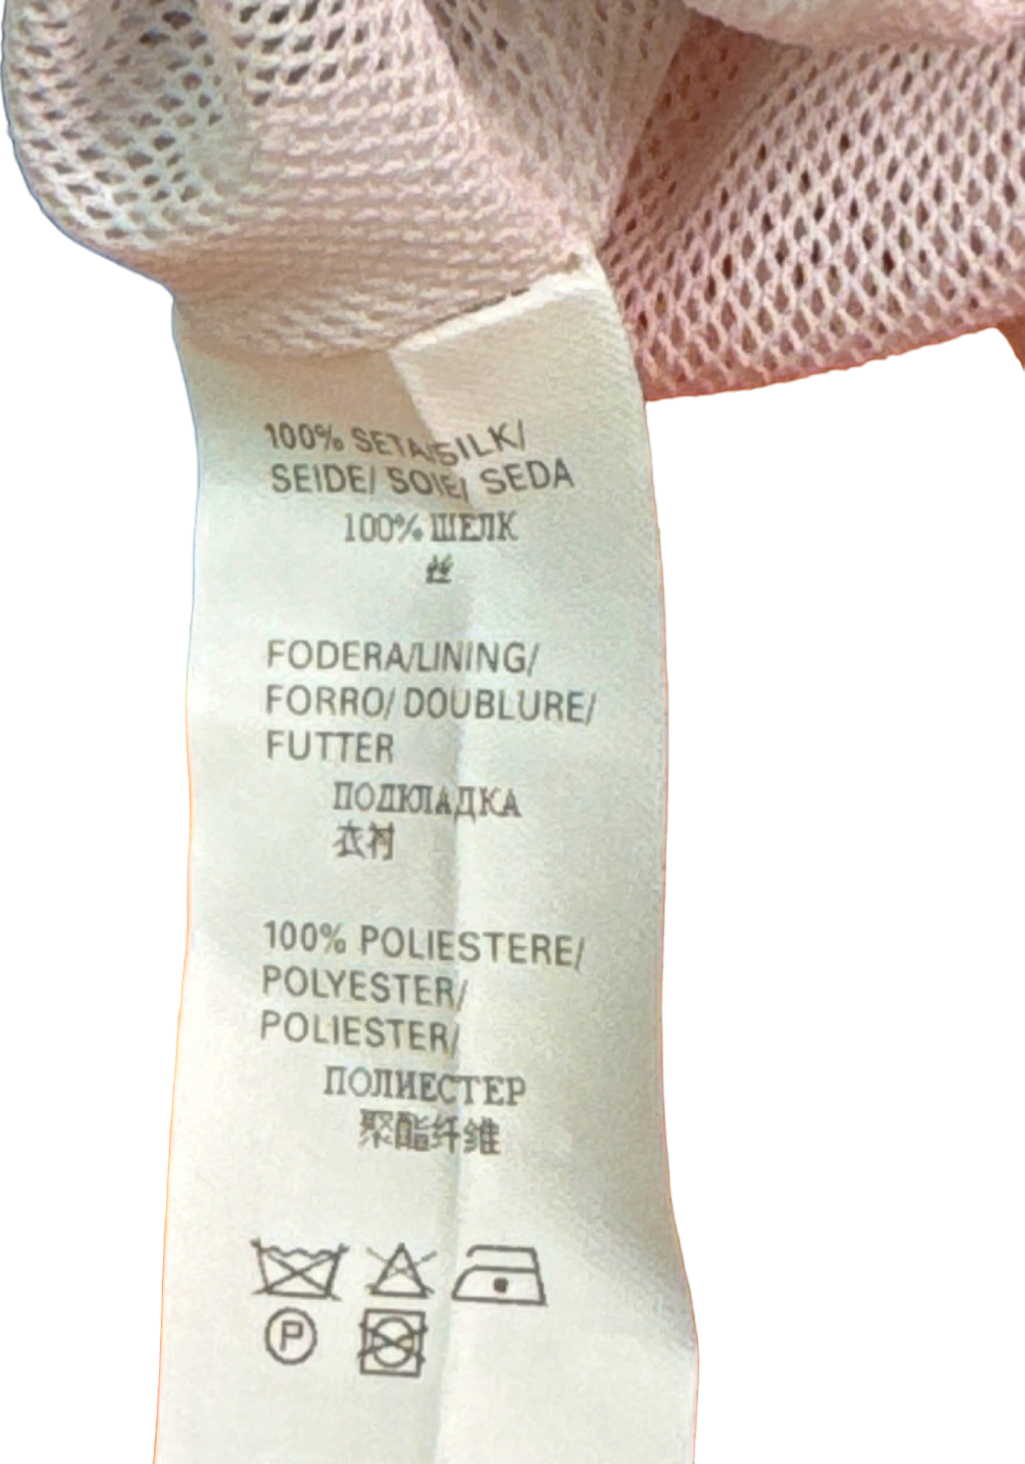 100% SETA/SILK/
SEIDE/ SOIE/ SEDA
100% ШЕЛК
丝
FODERA/LINING/
FORRO/ DOUBLURE/
FUTTER
ПОДКЛАДКА
衣衬
100% POLIESTERE/
POLYESTER/
POLIESTER/
ПОЛИЕСТЕР
聚酯纤维
P